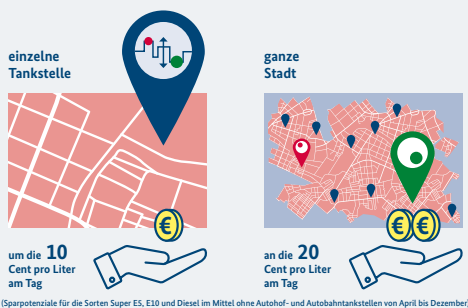 einzelne
Tankstelle
ganze
Stadt
€
€ €
um die 10
Cent pro Liter
am Tag
an die 20
Cent pro Liter
am Tag
(Sparpotenziale für die Sorten Super E5, E10 und Diesel im Mittel ohne Autohof- und Autobahntankstellen von April bis Dezember